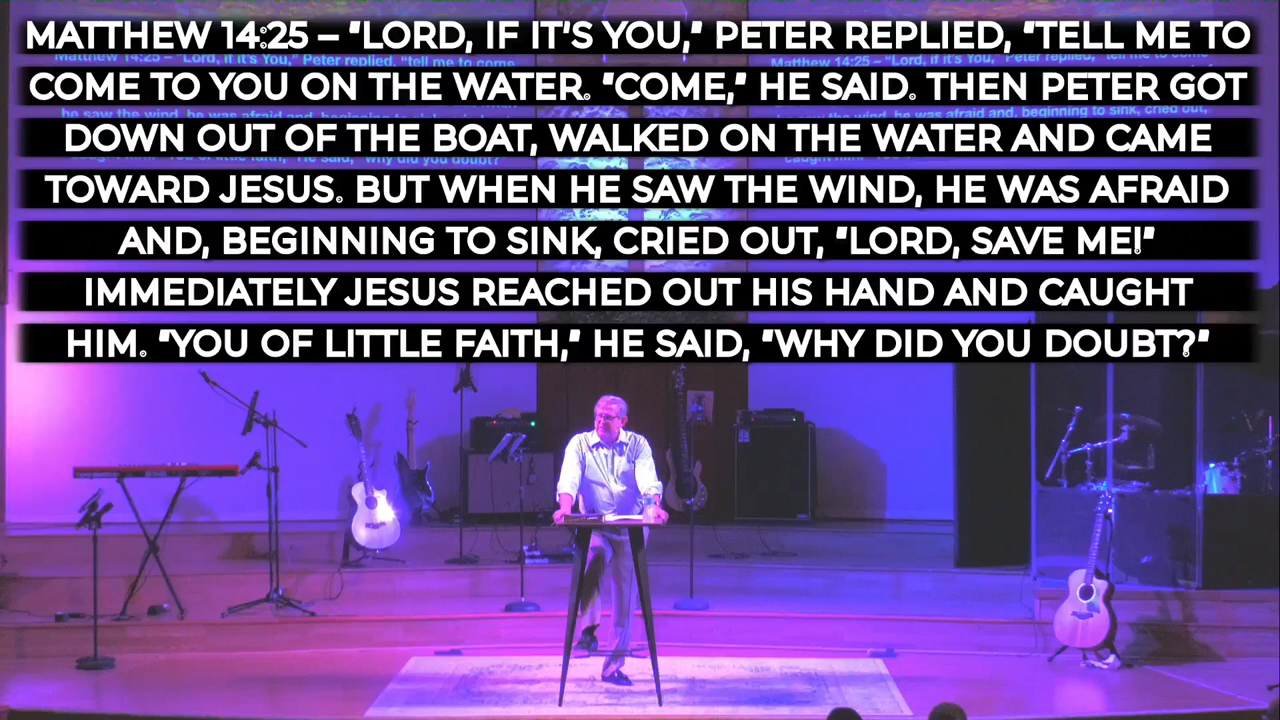 MATTHEW 14:25 – "LORD, IF IT'S YOU," PETER REPLIED, "TELL ME TO
COME TO YOU ON THE WATER. "COME," HE SAID. THEN PETER GOT
DOWN OUT OF THE BOAT, WALKED ON THE WATER AND CAME
TOWARD JESUS. BUT WHEN HE SAW THE WIND, HE WAS AFRAID
AND, BEGINNING TO SINK, CRIED OUT, "LORD, SAVE ME!"
IMMEDIATELY JESUS REACHED OUT HIS HAND AND CAUGHT
HIM. "YOU OF LITTLE FAITH," HE SAID, "WHY DID YOU DOUBT?"